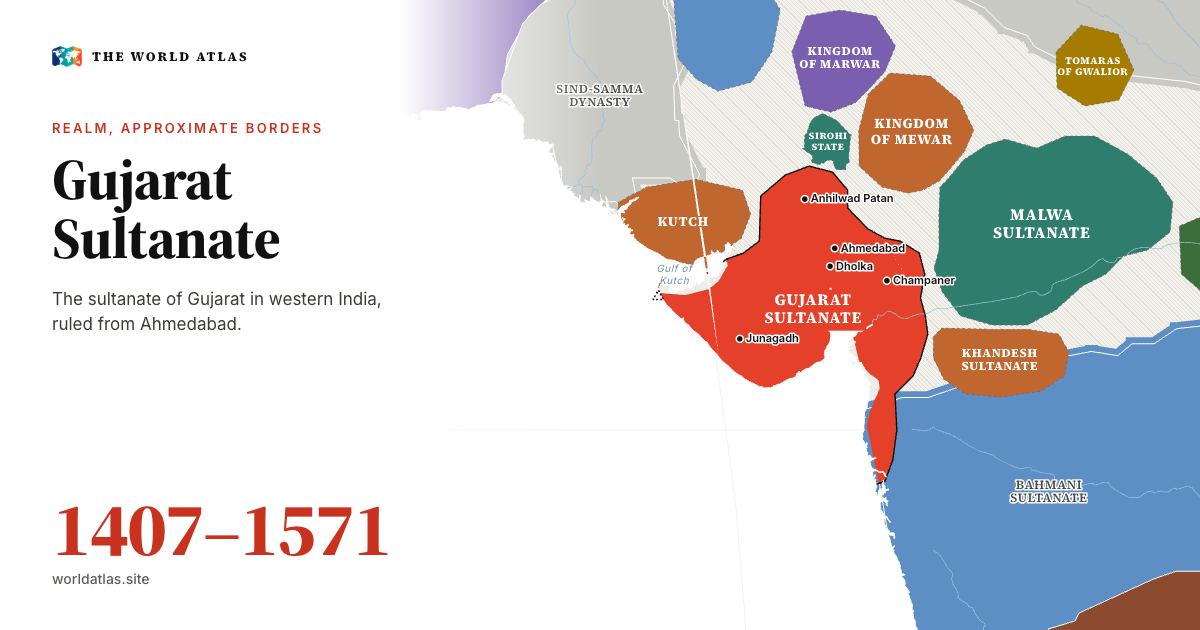 THE WORLD ATLAS
REALM, APPROXIMATE BORDERS
Gujarat
Sultanate
The sultanate of Gujarat in western India,
ruled from Ahmedabad.
1407–1571
worldatlas.site
SIND-SAMMA
DYNASTY
KINGDOM
OF MARWAR
TOMARAS
OF GWALIOR
SIROHI
STATE
KINGDOM
OF MEWAR
KUTCH
Anhilwad Patan
MALWA
SULTANATE
Ahmedabad
Dholka
Gulf of
Kutch
Champaner
GUJARAT
SULTANATE
Junagadh
KHANDESH
SULTANATE
BAHMANI
SULTANATE